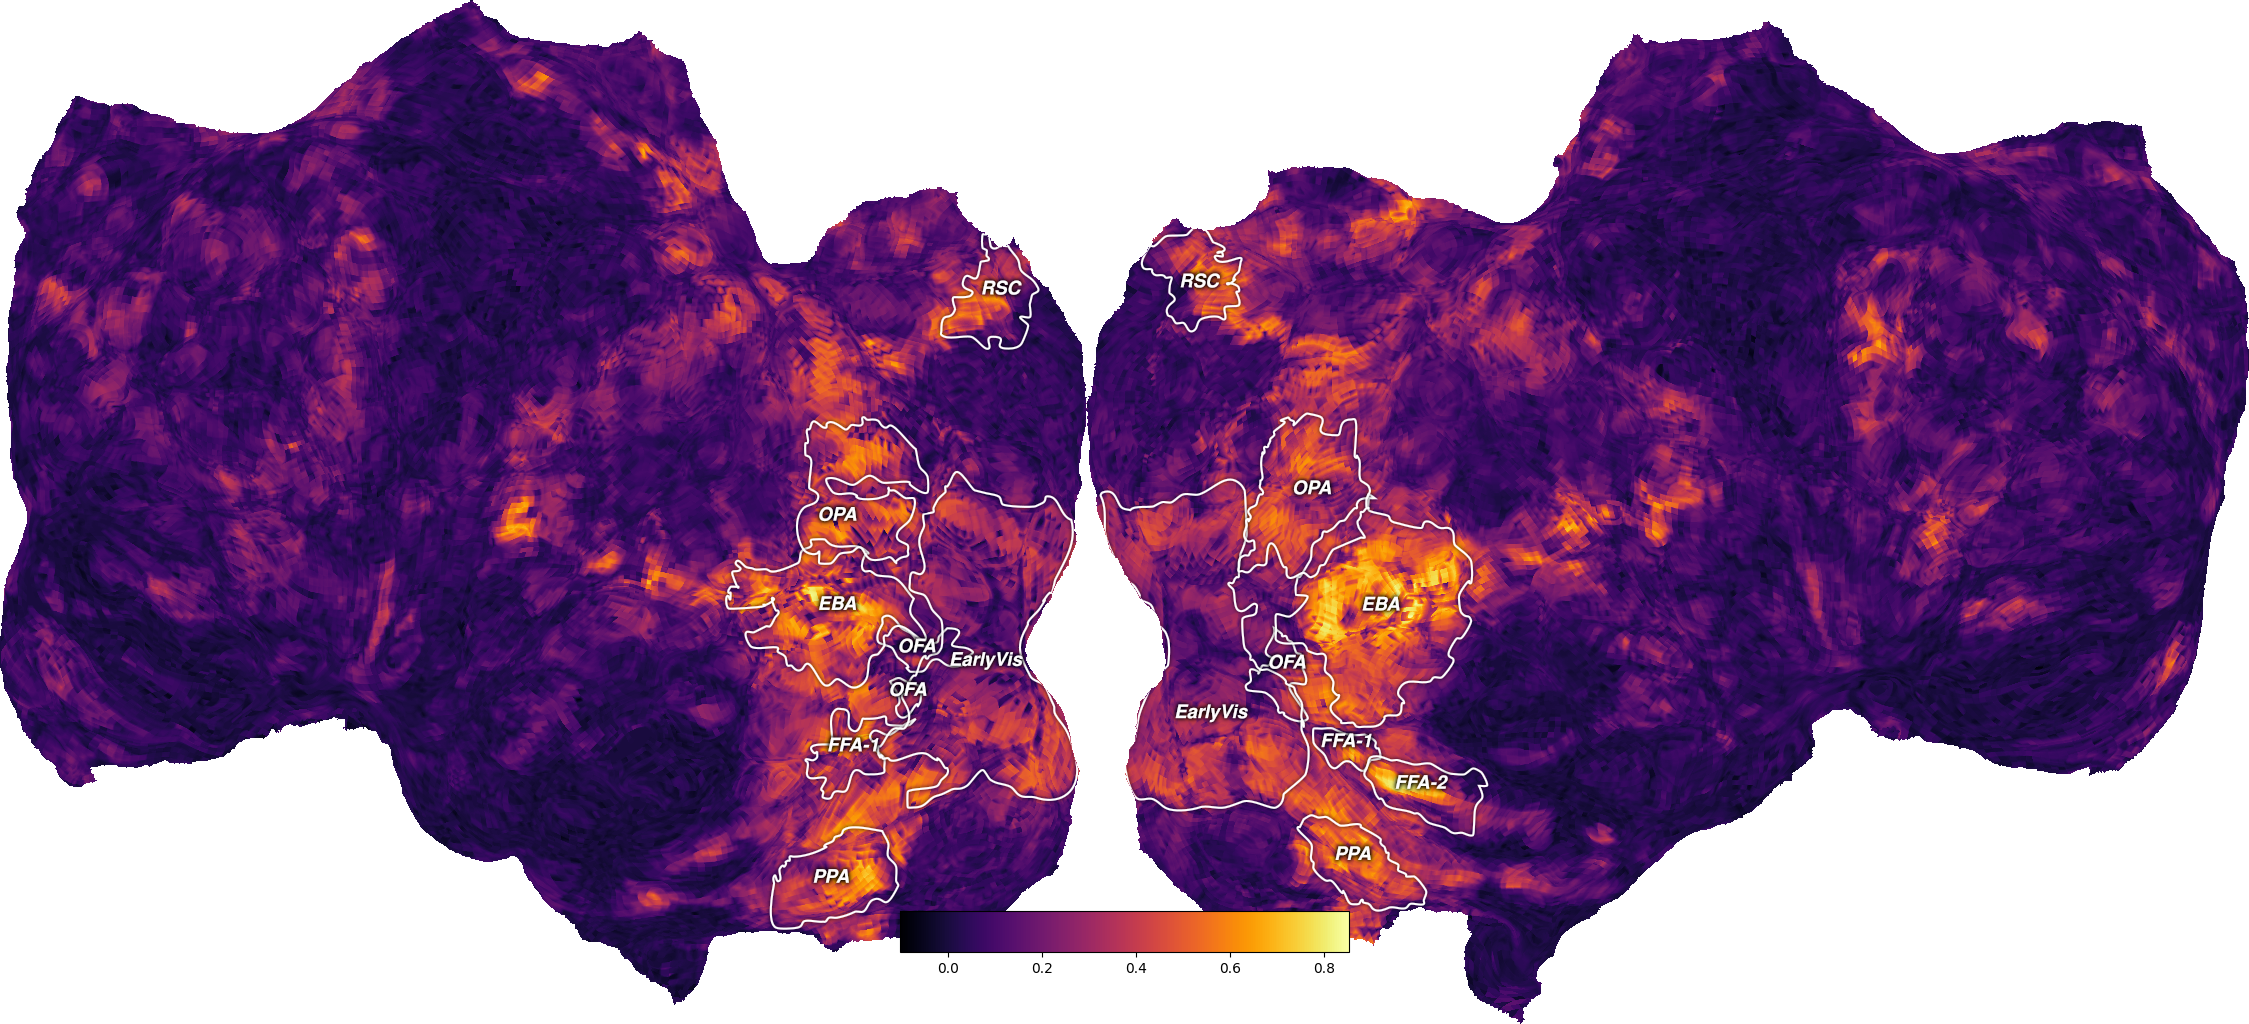 RSC
RSC
OPA
OPA
EBA
EBA
OFA
EarlyVis
OFA
OFA
EarlyVis
FFA-1
FFA-1
FFA-2
PPA
PPA
0.0 0.2 0.4 0.6 0.8